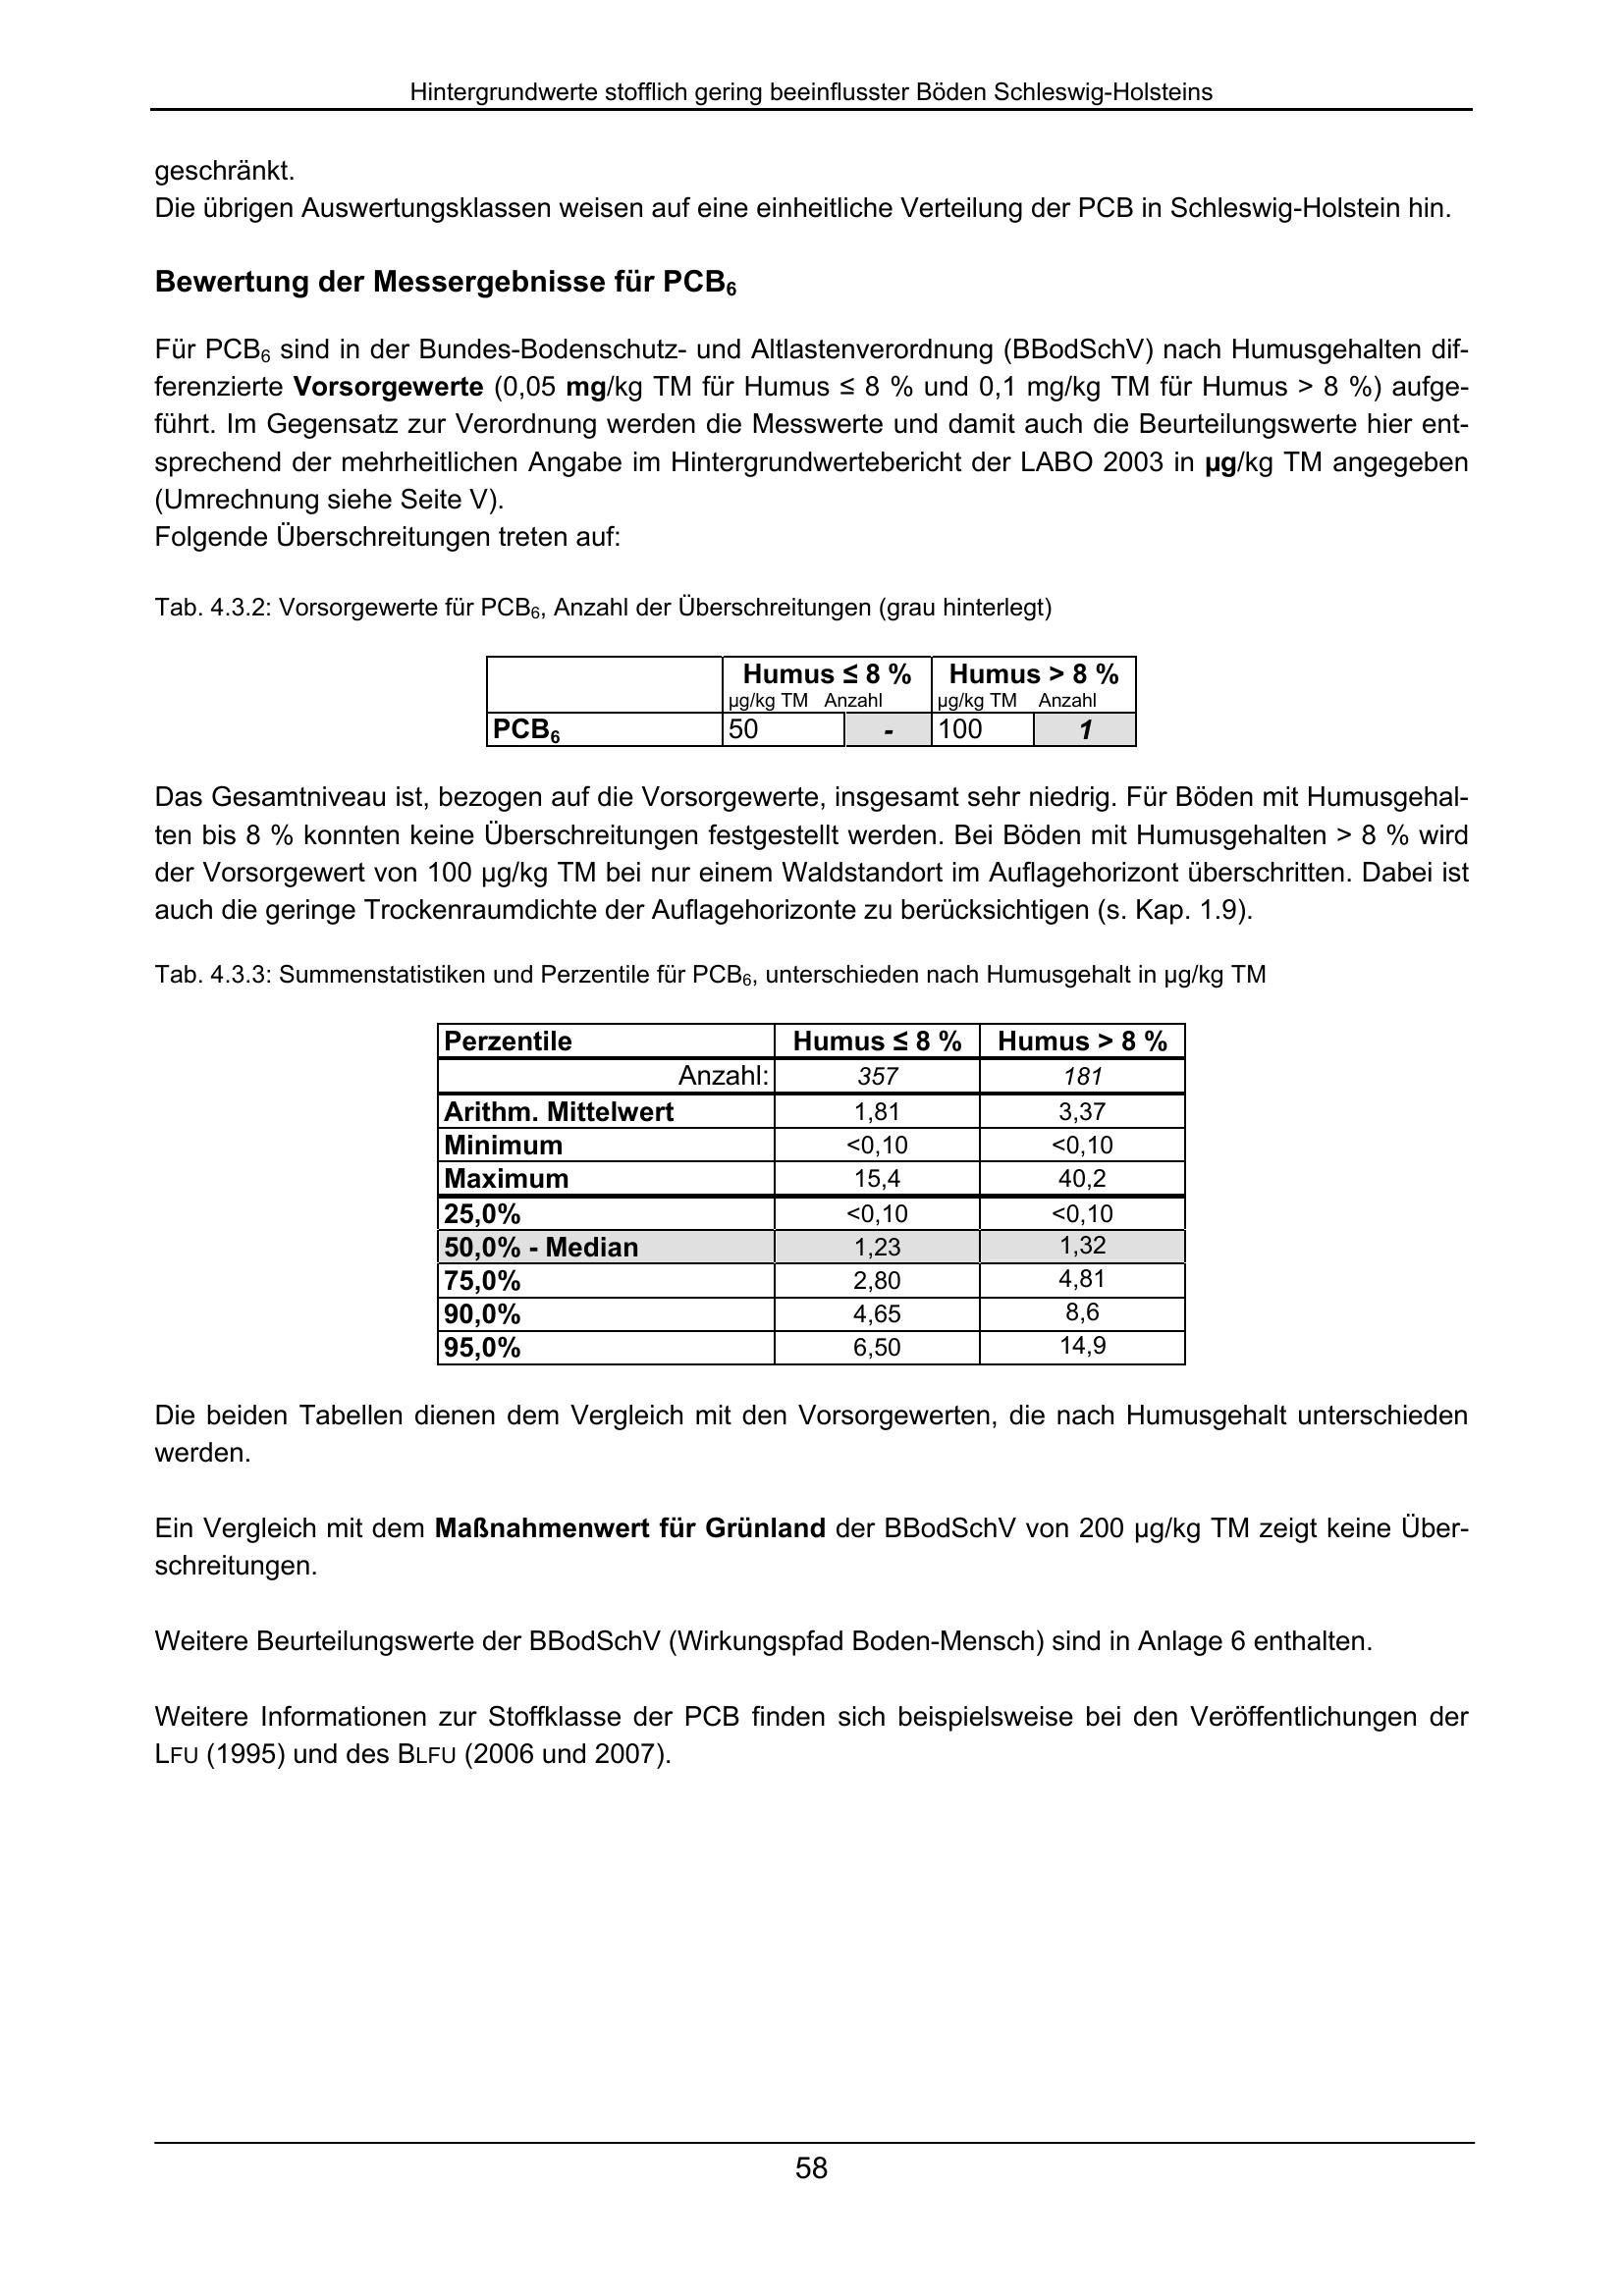 Hintergrundwerte stofflich gering beeinflusster Böden Schleswig-Holsteins
geschränkt.
Die übrigen Auswertungsklassen weisen auf eine einheitliche Verteilung der PCB in Schleswig-Holstein hin.
Bewertung der Messergebnisse für PCB₆
Für PCB₆ sind in der Bundes-Bodenschutz- und Altlastenverordnung (BBodSchV) nach Humusgehalten dif-
ferenzierte Vorsorgewerte (0,05 mg/kg TM für Humus ≤ 8 % und 0,1 mg/kg TM für Humus > 8 %) aufge-
führt. Im Gegensatz zur Verordnung werden die Messwerte und damit auch die Beurteilungswerte hier ent-
sprechend der mehrheitlichen Angabe im Hintergrundwertebericht der LABO 2003 in µg/kg TM angegeben
(Umrechnung siehe Seite V).
Folgende Überschreitungen treten auf:
Tab. 4.3.2: Vorsorgewerte für PCB₆, Anzahl der Überschreitungen (grau hinterlegt)
Humus ≤ 8 % Humus > 8 %
µg/kg TM Anzahl µg/kg TM Anzahl
PCB₆ 50 - 100 1
Das Gesamtniveau ist, bezogen auf die Vorsorgewerte, insgesamt sehr niedrig. Für Böden mit Humusgehal-
ten bis 8 % konnten keine Überschreitungen festgestellt werden. Bei Böden mit Humusgehalten > 8 % wird
der Vorsorgewert von 100 µg/kg TM bei nur einem Waldstandort im Auflagehorizont überschritten. Dabei ist
auch die geringe Trockenraumdichte der Auflagehorizonte zu berücksichtigen (s. Kap. 1.9).
Tab. 4.3.3: Summenstatistiken und Perzentile für PCB₆, unterschieden nach Humusgehalt in µg/kg TM
Perzentile Humus ≤ 8 % Humus > 8 %
Anzahl: 357 181
Arithm. Mittelwert 1,81 3,37
Minimum <0,10 <0,10
Maximum 15,4 40,2
25,0% <0,10 <0,10
50,0% - Median 1,23 1,32
75,0% 2,80 4,81
90,0% 4,65 8,6
95,0% 6,50 14,9
Die beiden Tabellen dienen dem Vergleich mit den Vorsorgewerten, die nach Humusgehalt unterschieden
werden.
Ein Vergleich mit dem Maßnahmenwert für Grünland der BBodSchV von 200 µg/kg TM zeigt keine Über-
schreitungen.
Weitere Beurteilungswerte der BBodSchV (Wirkungspfad Boden-Mensch) sind in Anlage 6 enthalten.
Weitere Informationen zur Stoffklasse der PCB finden sich beispielsweise bei den Veröffentlichungen der
LFU (1995) und des BLFU (2006 und 2007).
58